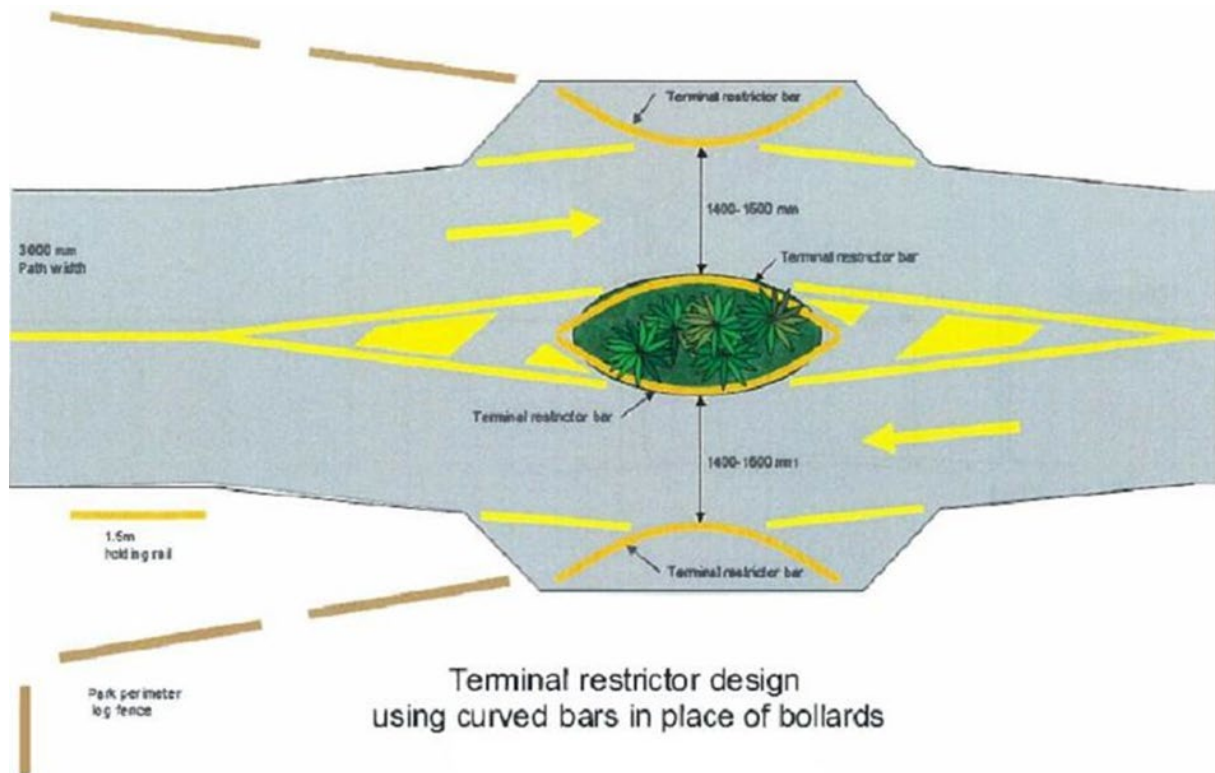 Terminal restrictor bar
1400-1600 mm
3000 mm
Path width
Terminal restrictor bar
Terminal restrictor bar
1400-1600 mm
1.5m
holding rail
Terminal restrictor bar
Park perimeter
log fence
Terminal restrictor design
using curved bars in place of bollards